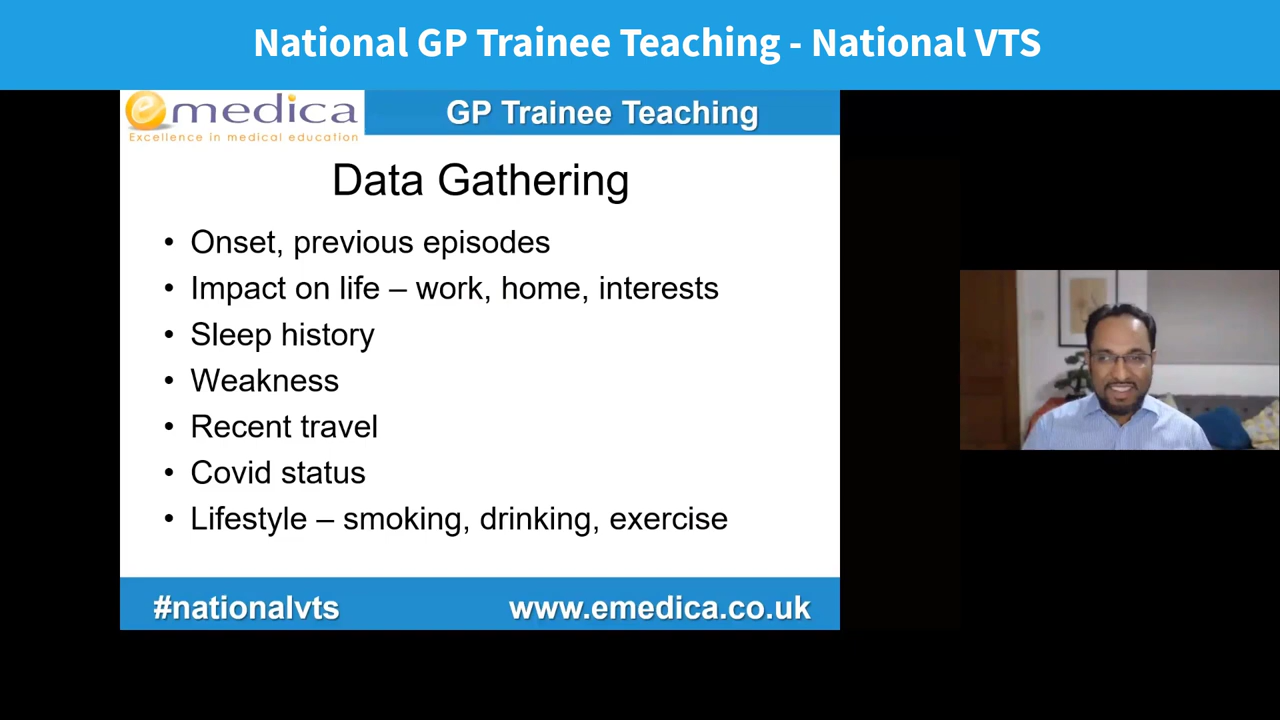 National GP Trainee Teaching - National VTS
emedica
Excellence in medical education
GP Trainee Teaching
Data Gathering
• Onset, previous episodes
• Impact on life – work, home, interests
• Sleep history
• Weakness
• Recent travel
• Covid status
• Lifestyle – smoking, drinking, exercise
#nationalvts
www.emedica.co.uk